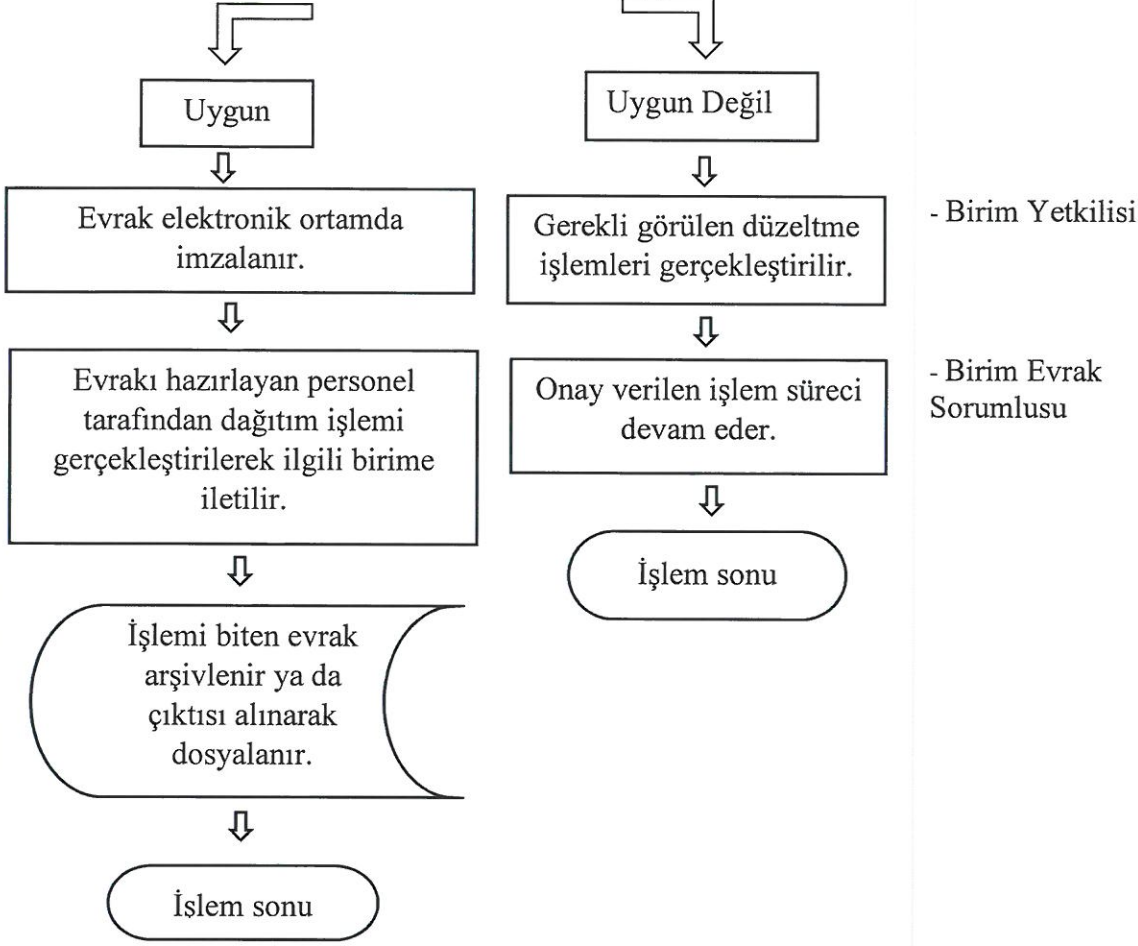 Uygun
Evrak elektronik ortamda
imzalanır.
Evrakı hazırlayan personel
tarafından dağıtım işlemi
gerçekleştirilerek ilgili birime
iletilir.
İşlemi biten evrak
arşivlenir ya da
çıktısı alınarak
dosyalanır.
İşlem sonu
Uygun Değil
Gerekli görülen düzeltme
işlemleri gerçekleştirilir.
Onay verilen işlem süreci
devam eder.
İşlem sonu
- Birim Yetkilisi
- Birim Evrak
Sorumlusu